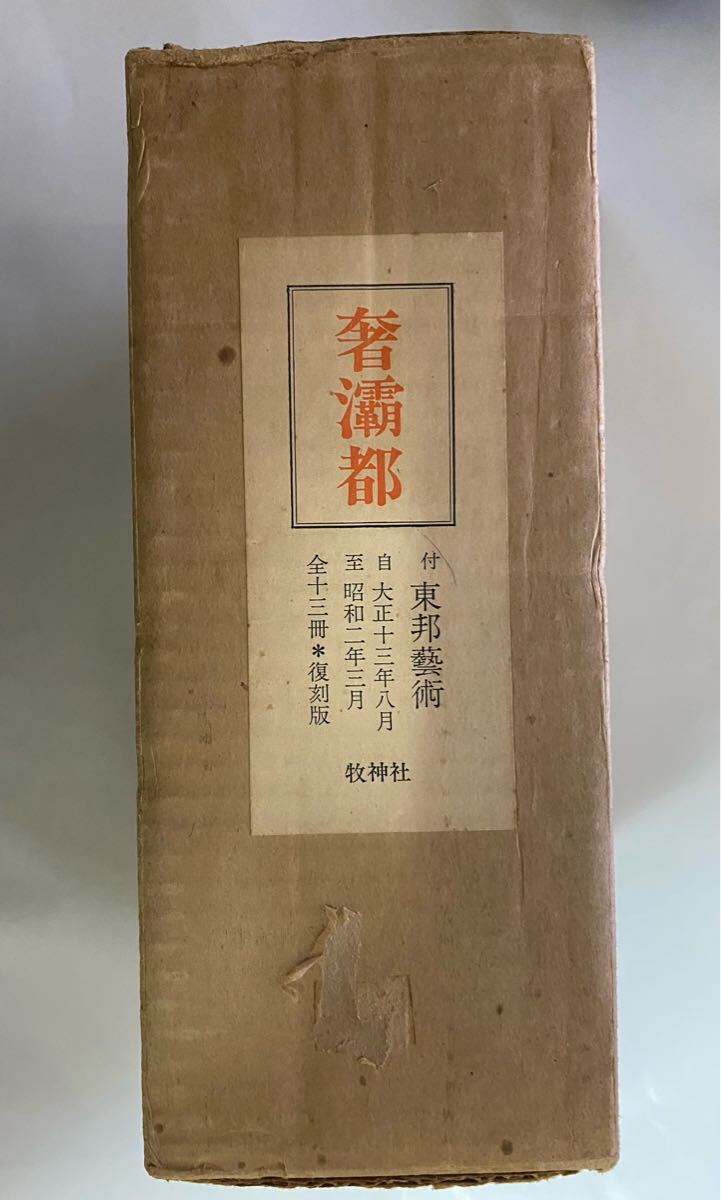 奢灞都
付 東邦藝術
自 大正十三年八月
至 昭和二年三月
全十三冊＊復刻版
牧神社